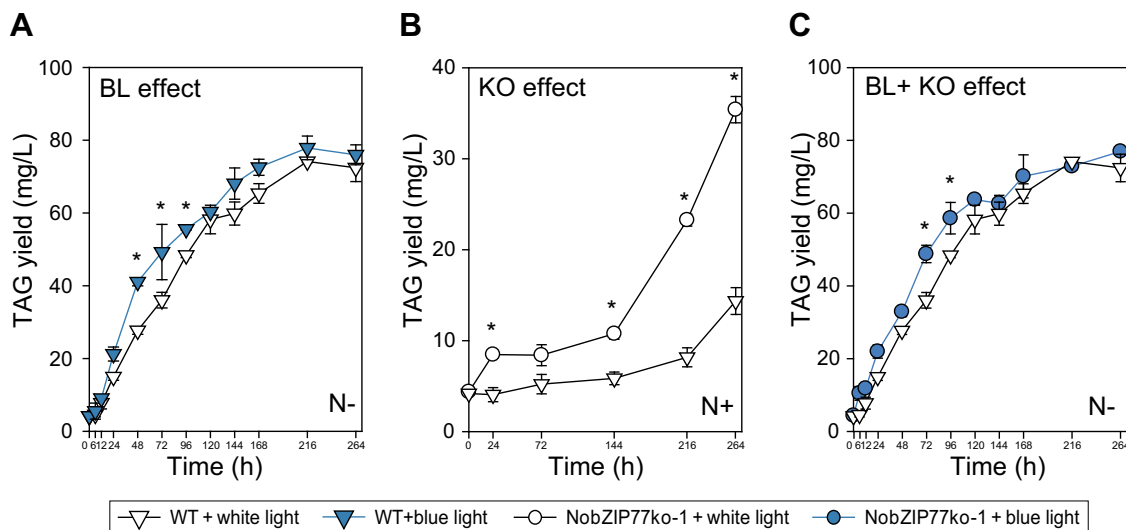 A
B
C
BL effect
KO effect
BL+ KO effect
TAG yield (mg/L)
100
80
60
40
20
0
* * *
N-
0 6 12 24 48 72 96 120 144 168 216 264
Time (h)
TAG yield (mg/L)
40
30
20
10
0
* * * *
N+
0 24 72 144 216 264
Time (h)
TAG yield (mg/L)
100
80
60
40
20
0
* *
N-
0 6 12 24 48 72 96 120 144 168 216 264
Time (h)
WT + white light WT+blue light NobZIP77ko-1 + white light NobZIP77ko-1 + blue light